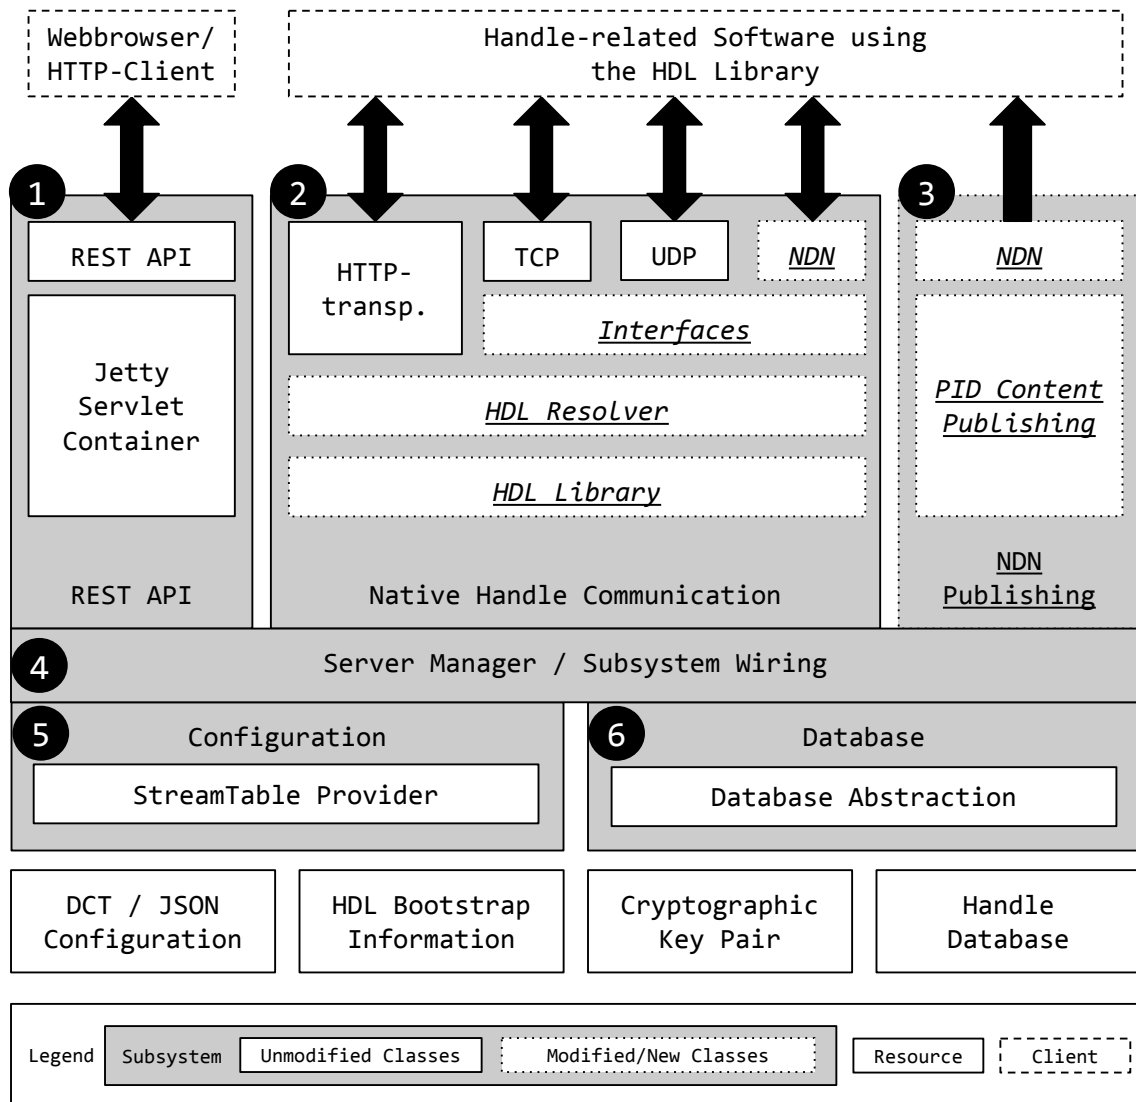 Webbrowser/
HTTP-Client
Handle-related Software using
the HDL Library
1
2
3
REST API
HTTP-
transp.
TCP
UDP
NDN
NDN
Interfaces
Jetty
Servlet
Container
HDL Resolver
HDL Library
PID Content
Publishing
REST API
Native Handle Communication
NDN
Publishing
4
Server Manager / Subsystem Wiring
5
Configuration
StreamTable Provider
6
Database
Database Abstraction
DCT / JSON
Configuration
HDL Bootstrap
Information
Cryptographic
Key Pair
Handle
Database
Legend
Subsystem
Unmodified Classes
Modified/New Classes
Resource
Client